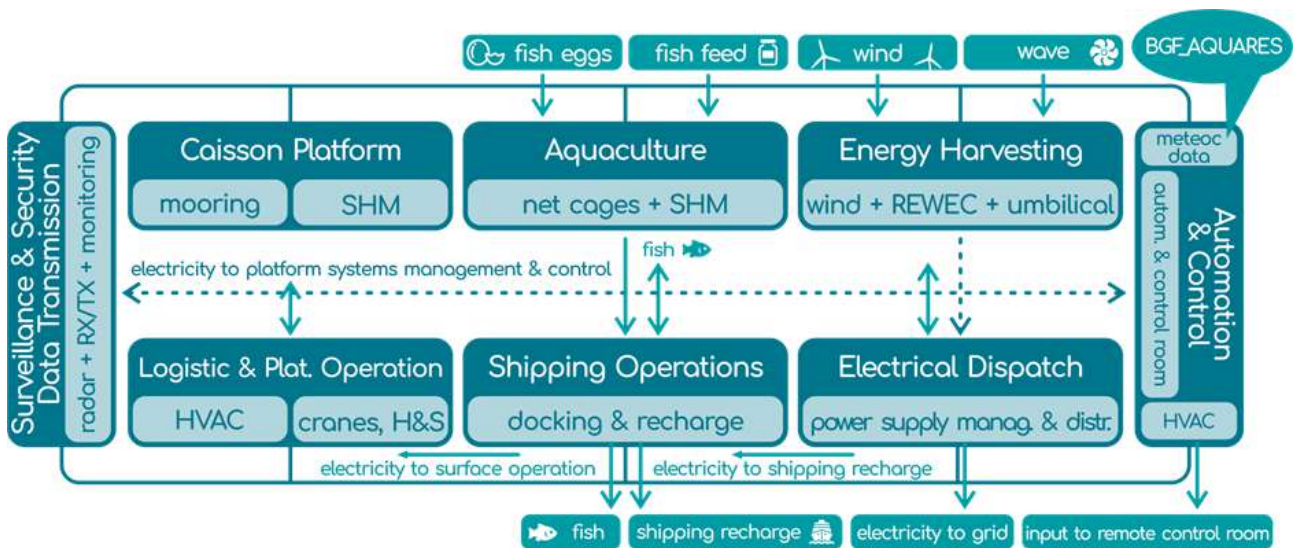 fish eggs
fish feed
wind
wave
BGF_AQUARES
Surveillance & Security
Data Transmission
radar + RX/TX + monitoring
Caisson Platform
mooring
SHM
Aquaculture
net cages + SHM
Energy Harvesting
wind + REWEC + umbilical
meteoc
data
autom. & control room
Automation
& Control
HVAC
fish
electricity to platform systems management & control
Logistic & Plat. Operation
HVAC
cranes, H&S
Shipping Operations
docking & recharge
Electrical Dispatch
power supply manag. & distr.
electricity to surface operation
electricity to shipping recharge
fish
shipping recharge
electricity to grid
input to remote control room